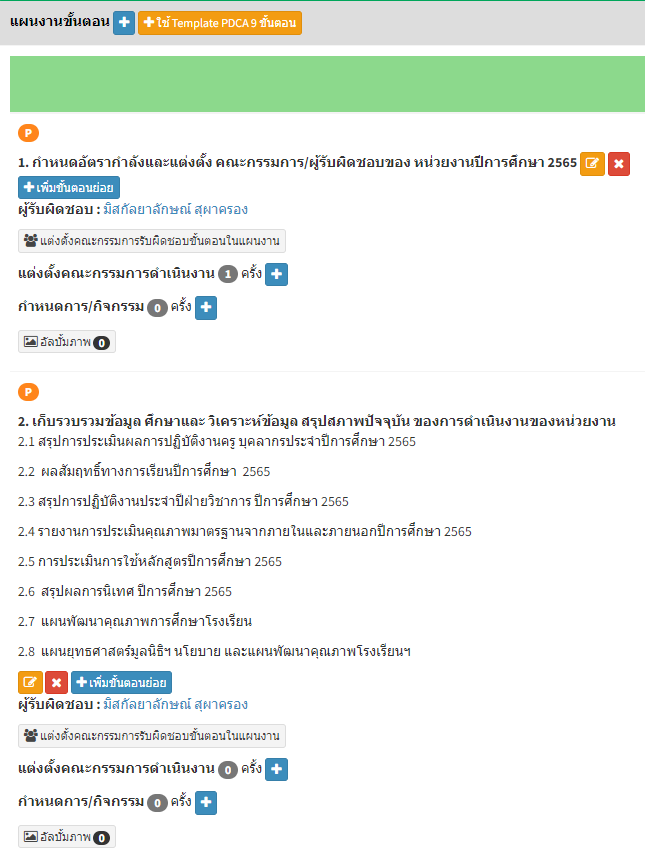 แผนงานขั้นตอน ใช้ Template PDCA 9 ขั้นตอน
P
1. กำหนดอัตรากำลังและแต่งตั้ง คณะกรรมการ/ผู้รับผิดชอบของ หน่วยงานปีการศึกษา 2565
เพิ่มขั้นตอนย่อย
ผู้รับผิดชอบ : มิสกัลยาลักษณ์ สุผาครอง
แต่งตั้งคณะกรรมการรับผิดชอบขั้นตอนในแผนงาน
แต่งตั้งคณะกรรมการดำเนินงาน 1 ครั้ง
กำหนดการ/กิจกรรม 0 ครั้ง
อัลบั้มภาพ 0
P
2. เก็บรวบรวมข้อมูล ศึกษาและ วิเคราะห์ข้อมูล สรุปสภาพปัจจุบัน ของการดำเนินงานของหน่วยงาน
2.1 สรุปการประเมินผลการปฏิบัติงานครู บุคลากรประจำปีการศึกษา 2565
2.2 ผลสัมฤทธิ์ทางการเรียนปีการศึกษา 2565
2.3 สรุปการปฏิบัติงานประจำปีฝ่ายวิชาการ ปีการศึกษา 2565
2.4 รายงานการประเมินคุณภาพมาตรฐานจากภายในและภายนอกปีการศึกษา 2565
2.5 การประเมินการใช้หลักสูตรปีการศึกษา 2565
2.6 สรุปผลการนิเทศ ปีการศึกษา 2565
2.7 แผนพัฒนาคุณภาพการศึกษาโรงเรียน
2.8 แผนยุทธศาสตร์มูลนิธิฯ นโยบาย และแผนพัฒนาคุณภาพโรงเรียนฯ
เพิ่มขั้นตอนย่อย
ผู้รับผิดชอบ : มิสกัลยาลักษณ์ สุผาครอง
แต่งตั้งคณะกรรมการรับผิดชอบขั้นตอนในแผนงาน
แต่งตั้งคณะกรรมการดำเนินงาน 0 ครั้ง
กำหนดการ/กิจกรรม 0 ครั้ง
อัลบั้มภาพ 0